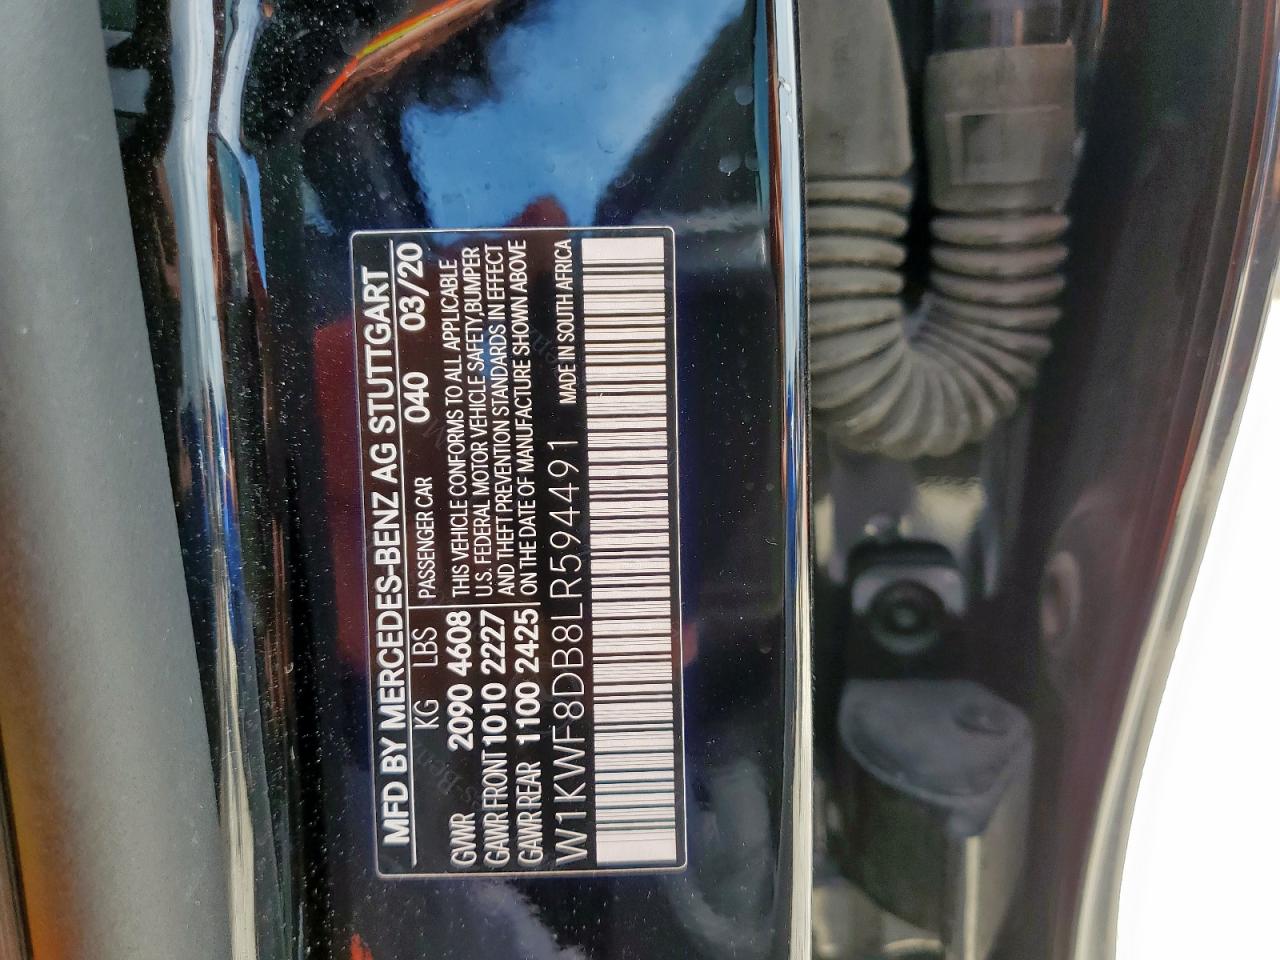 MFD BY MERCEDES-BENZ AG STUTTGART
KG LBS PASSENGER CAR 040 03/20
GVWR 2090 4608 THIS VEHICLE CONFORMS TO ALL APPLICABLE
GAWR FRONT 1010 2227 U.S. FEDERAL MOTOR VEHICLE SAFETY,BUMPER
AND THEFT PREVENTION STANDARDS IN EFFECT
GAWR REAR 1100 2425 ON THE DATE OF MANUFACTURE SHOWN ABOVE
W1KWF8DB8LR594491 MADE IN SOUTH AFRICA